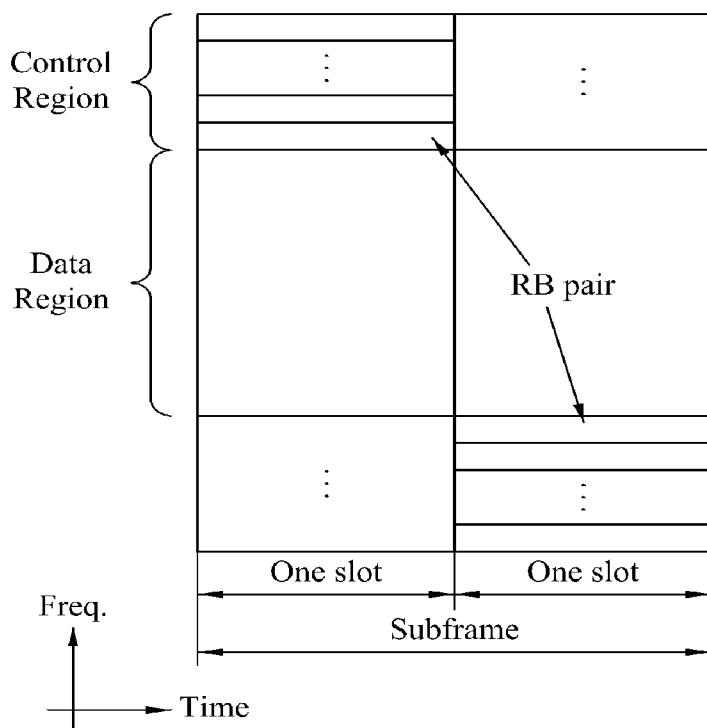 Control
Region
Data
Region
RB pair
One slot
One slot
Freq.
Subframe
Time